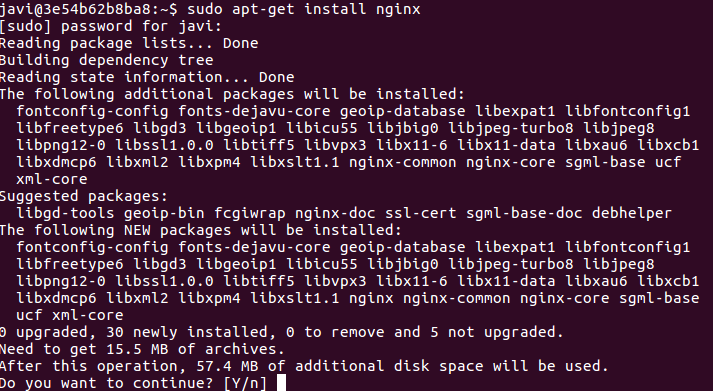 javi@3e54b62b8ba8:~$ sudo apt-get install nginx
[sudo] password for javi:
Reading package lists... Done
Building dependency tree
Reading state information... Done
The following additional packages will be installed:
  fontconfig-config fonts-dejavu-core geoip-database libexpat1 libfontconfig1
  libfreetype6 libgd3 libgeoip1 libicu55 libjbig0 libjpeg-turbo8 libjpeg8
  libpng12-0 libssl1.0.0 libtiff5 libvpx3 libx11-6 libx11-data libxau6 libxcb1
  libxdmcp6 libxml2 libxpm4 libxslt1.1 nginx-common nginx-core sgml-base ucf
  xml-core
Suggested packages:
  libgd-tools geoip-bin fcgiwrap nginx-doc ssl-cert sgml-base-doc debhelper
The following NEW packages will be installed:
  fontconfig-config fonts-dejavu-core geoip-database libexpat1 libfontconfig1
  libfreetype6 libgd3 libgeoip1 libicu55 libjbig0 libjpeg-turbo8 libjpeg8
  libpng12-0 libssl1.0.0 libtiff5 libvpx3 libx11-6 libx11-data libxau6 libxcb1
  libxdmcp6 libxml2 libxpm4 libxslt1.1 nginx nginx-common nginx-core sgml-base
  ucf xml-core
0 upgraded, 30 newly installed, 0 to remove and 5 not upgraded.
Need to get 15.5 MB of archives.
After this operation, 57.4 MB of additional disk space will be used.
Do you want to continue? [Y/n]